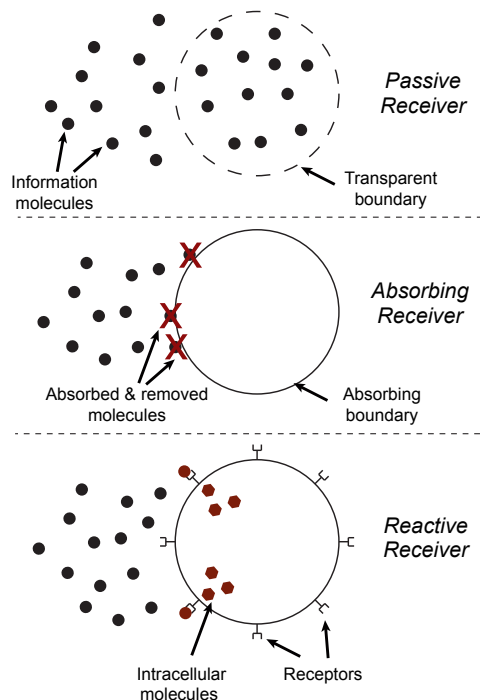 Passive
Receiver
Information
molecules
Transparent
boundary
Absorbing
Receiver
Absorbed & removed
molecules
Absorbing
boundary
Reactive
Receiver
Intracellular
molecules
Receptors